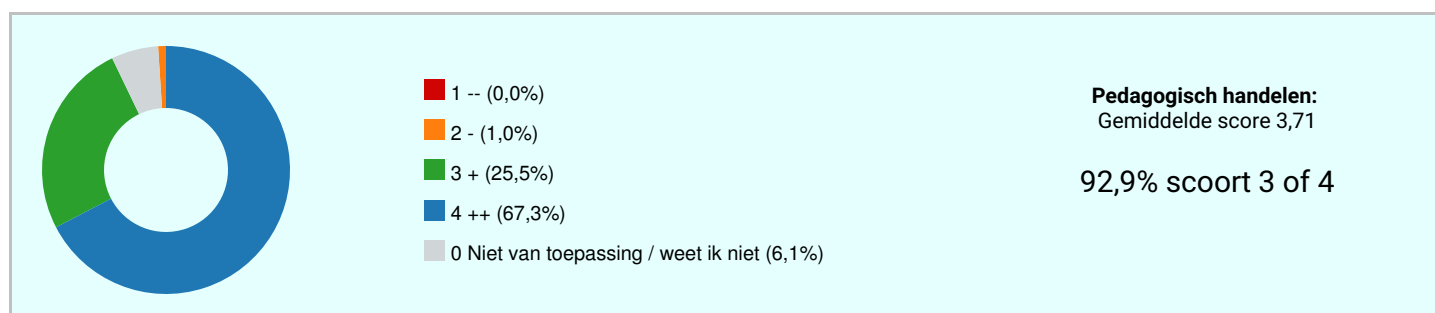 1 -- (0,0%)
2 - (1,0%)
3 + (25,5%)
4 ++ (67,3%)
0 Niet van toepassing / weet ik niet (6,1%)
Pedagogisch handelen:
Gemiddelde score 3,71
92,9% scoort 3 of 4